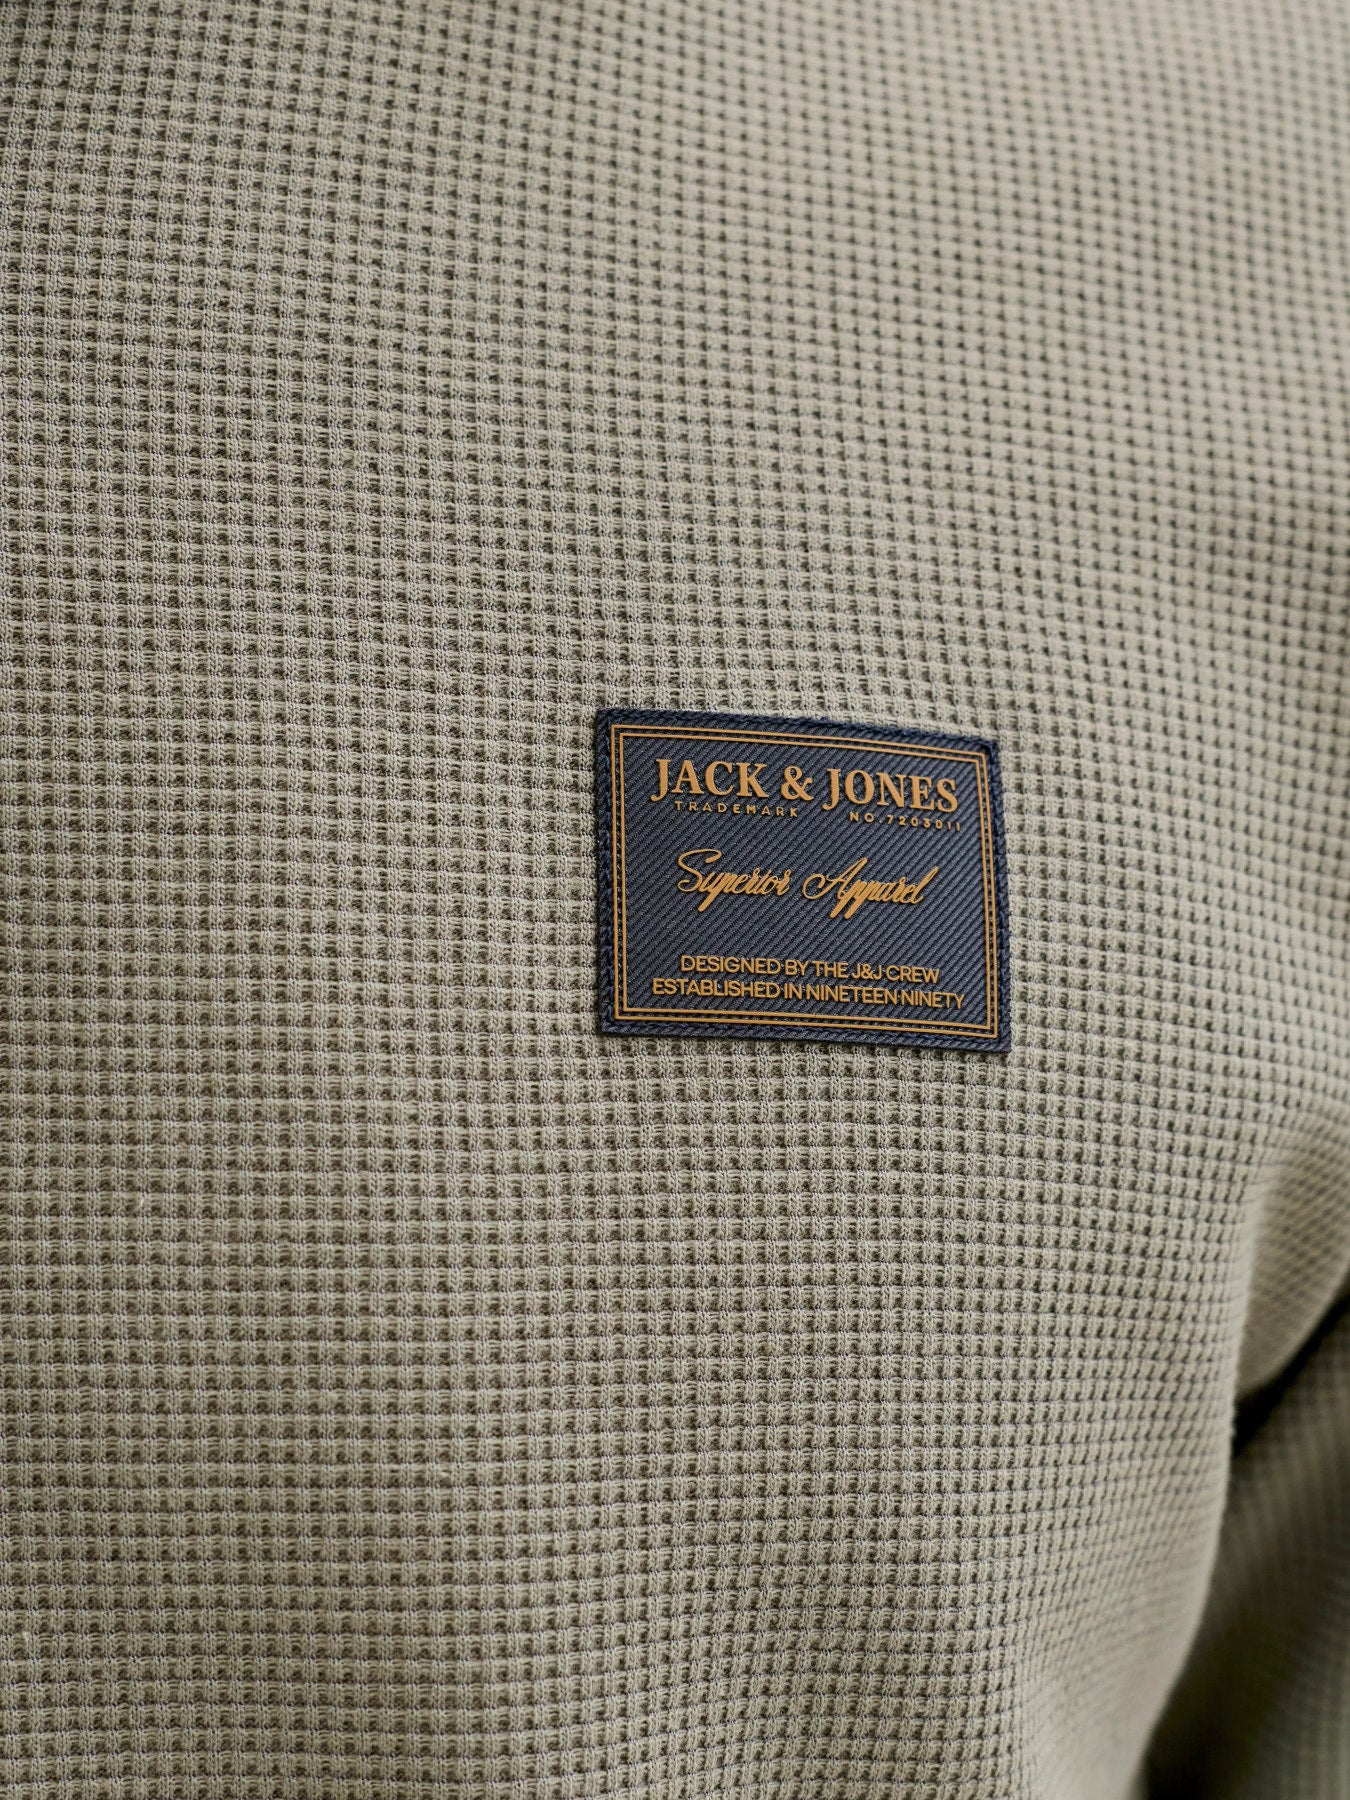 JACK & JONES
TRADEMARK NO. 7203011
Superior Apparel
DESIGNED BY THE J&J CREW
ESTABLISHED IN NINETEEN NINETY